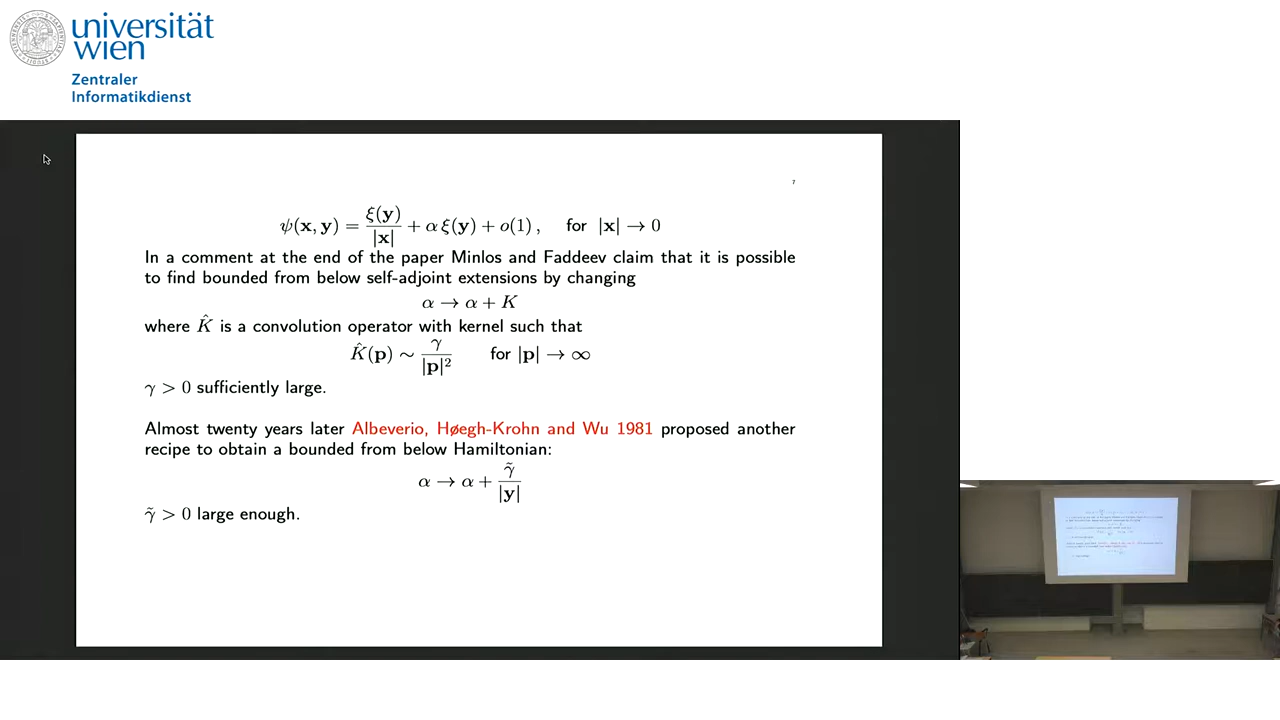 universität
wien
Zentraler
Informatikdienst
7
ψ(x, y) = ξ(y)/|x| + α ξ(y) + o(1) , for |x| → 0
In a comment at the end of the paper Minlos and Faddeev claim that it is possible
to find bounded from below self-adjoint extensions by changing
α → α + K
where K̂ is a convolution operator with kernel such that
K̂(p) ∼ γ/|p|² for |p| → ∞
γ > 0 sufficiently large.
Almost twenty years later Albeverio, Høegh-Krohn and Wu 1981 proposed another
recipe to obtain a bounded from below Hamiltonian:
α → α + γ̃/|y|
γ̃ > 0 large enough.